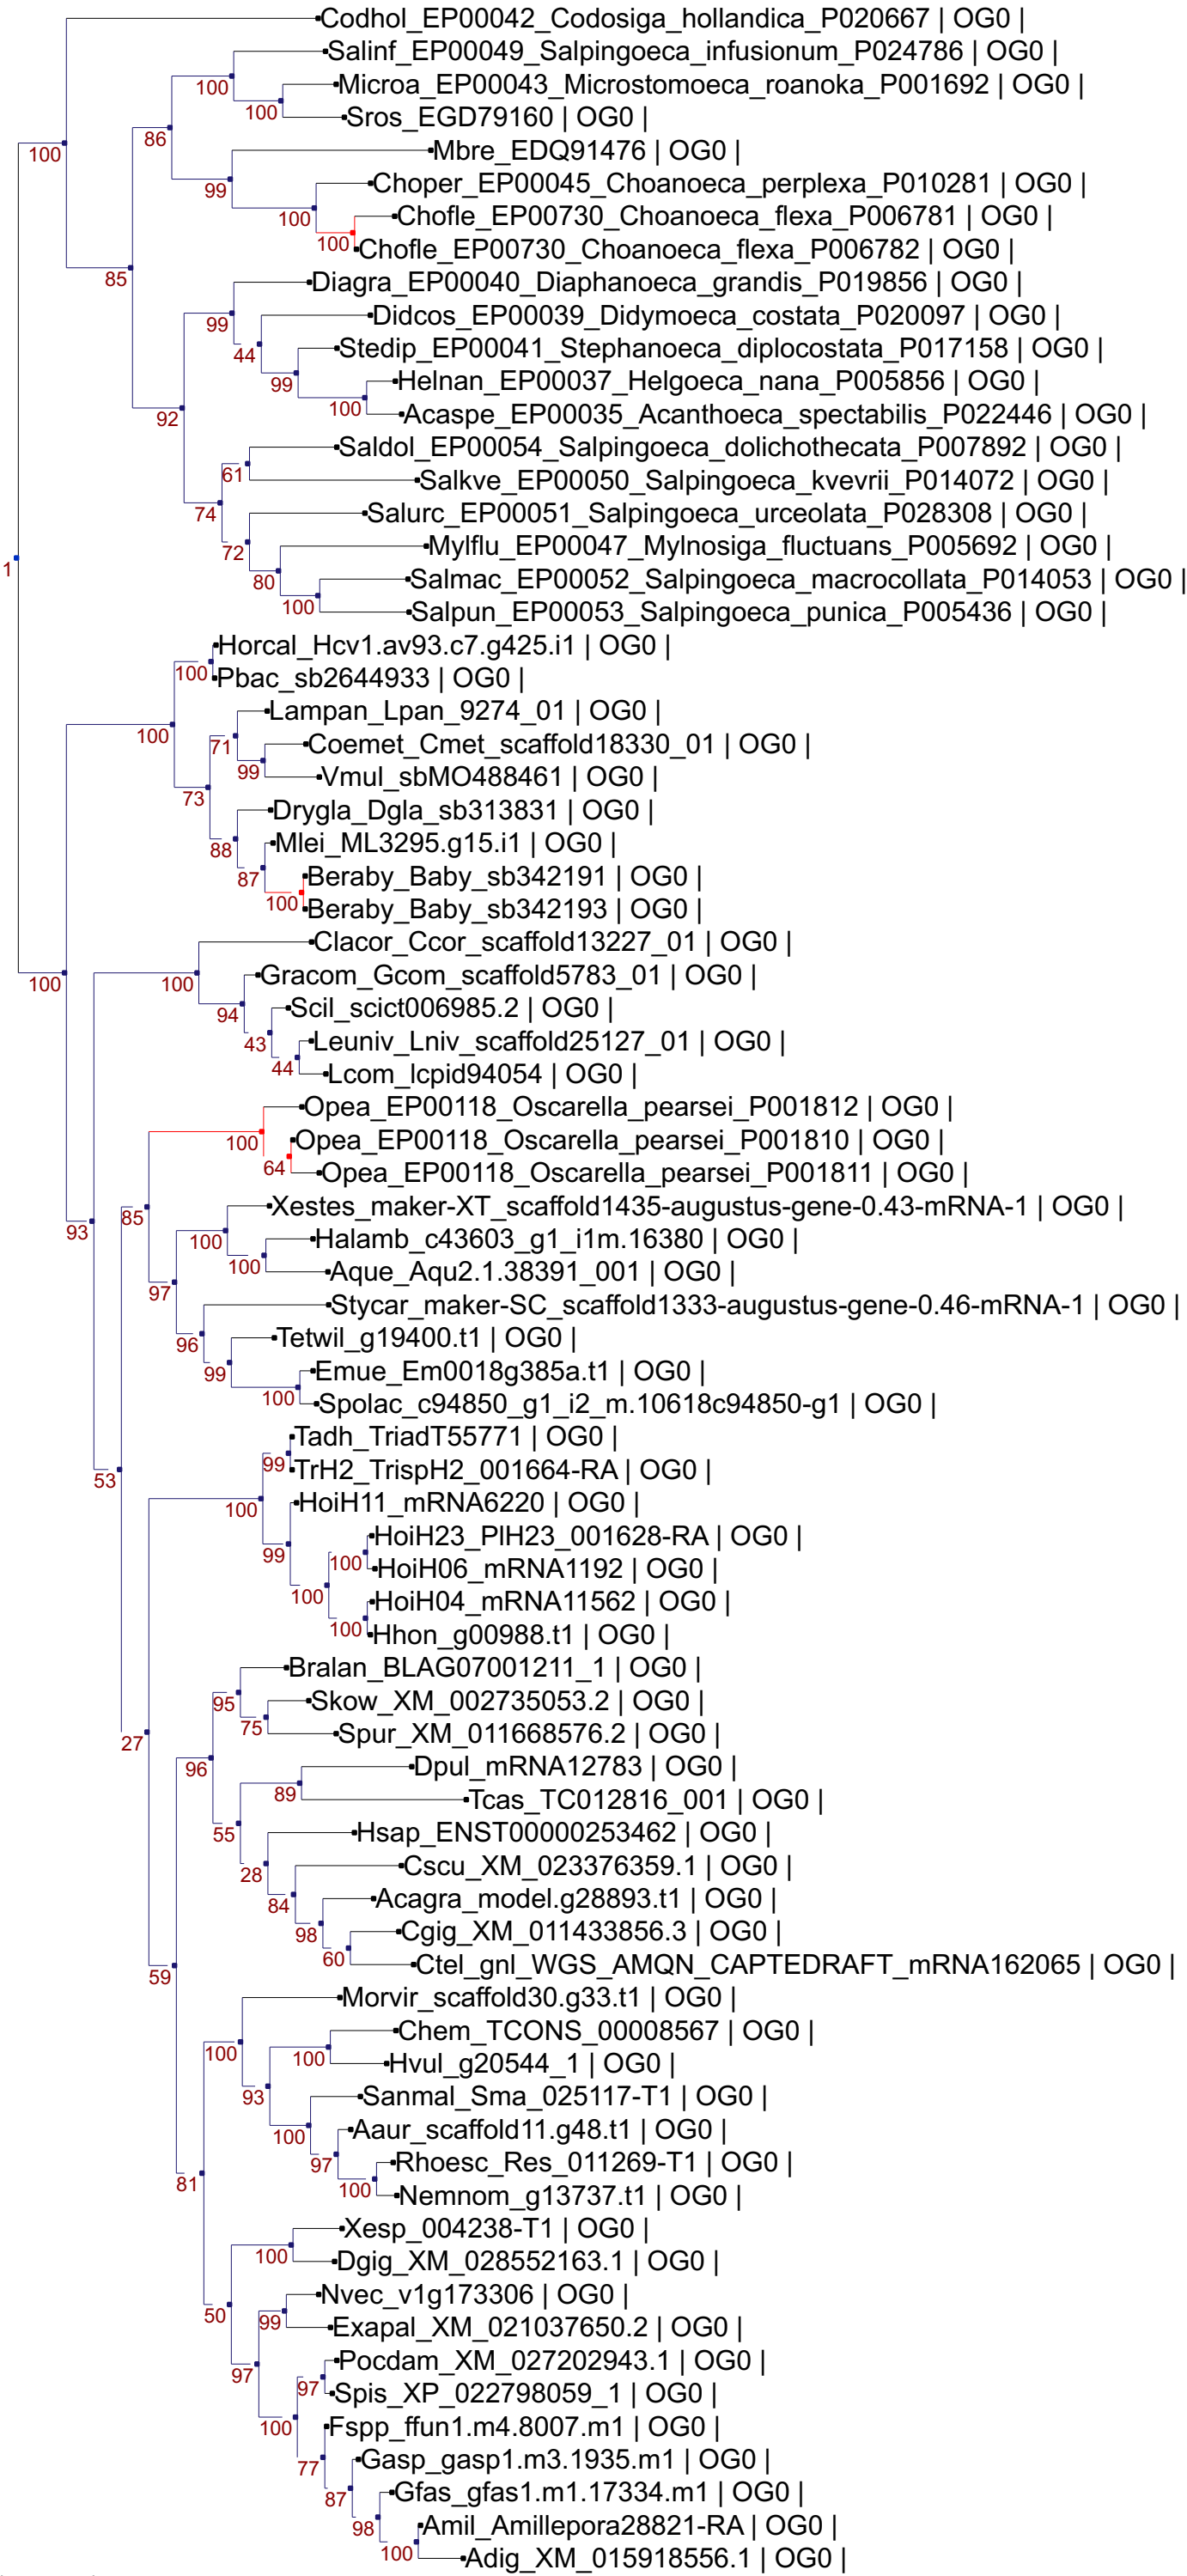 Codhol_EP00042_Codosiga_hollandica_P020667 | OG0 |
Salinf_EP00049_Salpingoeca_infusionum_P024786 | OG0 |
100
Microa_EP00043_Microstomoeca_roanoka_P001692 | OG0 |
100
Sros_EGD79160 | OG0 |
86
100
Mbre_EDQ91476 | OG0 |
99
Choper_EP00045_Choanoeca_perplexa_P010281 | OG0 |
100
Chofle_EP00730_Choanoeca_flexa_P006781 | OG0 |
100
Chofle_EP00730_Choanoeca_flexa_P006782 | OG0 |
85
Diagra_EP00040_Diaphanoeca_grandis_P019856 | OG0 |
99
Didcos_EP00039_Didymoeca_costata_P020097 | OG0 |
44
Stedip_EP00041_Stephanoeca_diplocostata_P017158 | OG0 |
99
Helnan_EP00037_Helgoeca_nana_P005856 | OG0 |
100
Acaspe_EP00035_Acanthoeca_spectabilis_P022446 | OG0 |
92
Saldol_EP00054_Salpingoeca_dolichothecata_P007892 | OG0 |
61
Salkve_EP00050_Salpingoeca_kvevrii_P014072 | OG0 |
74
Salurc_EP00051_Salpingoeca_urceolata_P028308 | OG0 |
72
Mylflu_EP00047_Mylnosiga_fluctuans_P005692 | OG0 |
80
Salmac_EP00052_Salpingoeca_macrocollata_P014053 | OG0 |
100
Salpun_EP00053_Salpingoeca_punica_P005436 | OG0 |
1
Horcal_Hcv1.av93.c7.g425.i1 | OG0 |
100
Pbac_sb2644933 | OG0 |
100
Lampan_Lpan_9274_01 | OG0 |
71
Coemet_Cmet_scaffold18330_01 | OG0 |
99
Vmul_sbMO488461 | OG0 |
73
Drygla_Dgla_sb313831 | OG0 |
88
Mlei_ML3295.g15.i1 | OG0 |
87
Beraby_Baby_sb342191 | OG0 |
100
Beraby_Baby_sb342193 | OG0 |
Clacor_Ccor_scaffold13227_01 | OG0 |
100
100
Gracom_Gcom_scaffold5783_01 | OG0 |
94
Scil_scict006985.2 | OG0 |
43
Leuniv_Lniv_scaffold25127_01 | OG0 |
44
Lcom_lcpid94054 | OG0 |
Opea_EP00118_Oscarella_pearsei_P001812 | OG0 |
100
Opea_EP00118_Oscarella_pearsei_P001810 | OG0 |
64
Opea_EP00118_Oscarella_pearsei_P001811 | OG0 |
85
93
Xestes_maker-XT_scaffold1435-augustus-gene-0.43-mRNA-1 | OG0 |
100
Halamb_c43603_g1_i1m.16380 | OG0 |
100
Aque_Aqu2.1.38391_001 | OG0 |
97
Stycar_maker-SC_scaffold1333-augustus-gene-0.46-mRNA-1 | OG0 |
96
Tetwil_g19400.t1 | OG0 |
99
Emue_Em0018g385a.t1 | OG0 |
100
Spolac_c94850_g1_i2_m.10618c94850-g1 | OG0 |
Tadh_TriadT55771 | OG0 |
99
TrH2_TrispH2_001664-RA | OG0 |
53
100
HoiH11_mRNA6220 | OG0 |
99
HoiH23_PlH23_001628-RA | OG0 |
100
HoiH06_mRNA1192 | OG0 |
100
HoiH04_mRNA11562 | OG0 |
100
Hhon_g00988.t1 | OG0 |
Bralan_BLAG07001211_1 | OG0 |
95
Skow_XM_002735053.2 | OG0 |
75
Spur_XM_011668576.2 | OG0 |
27
96
Dpul_mRNA12783 | OG0 |
89
Tcas_TC012816_001 | OG0 |
55
Hsap_ENST00000253462 | OG0 |
28
Cscu_XM_023376359.1 | OG0 |
84
Acagra_model.g28893.t1 | OG0 |
98
Cgig_XM_011433856.3 | OG0 |
60
Ctel_gnl_WGS_AMQN_CAPTEDRAFT_mRNA162065 | OG0 |
59
Morvir_scaffold30.g33.t1 | OG0 |
100
Chem_TCONS_00008567 | OG0 |
100
Hvul_g20544_1 | OG0 |
93
Sanmal_Sma_025117-T1 | OG0 |
100
Aaur_scaffold11.g48.t1 | OG0 |
97
Rhoesc_Res_011269-T1 | OG0 |
100
Nemnom_g13737.t1 | OG0 |
81
Xesp_004238-T1 | OG0 |
100
Dgig_XM_028552163.1 | OG0 |
50
Nvec_v1g173306 | OG0 |
99
Exapal_XM_021037650.2 | OG0 |
97
Pocdam_XM_027202943.1 | OG0 |
97
Spis_XP_022798059_1 | OG0 |
100
Fspp_ffun1.m4.8007.m1 | OG0 |
77
Gasp_gasp1.m3.1935.m1 | OG0 |
87
Gfas_gfas1.m1.17334.m1 | OG0 |
98
Amil_Amillepora28821-RA | OG0 |
100
Adig_XM_015918556.1 | OG0 |